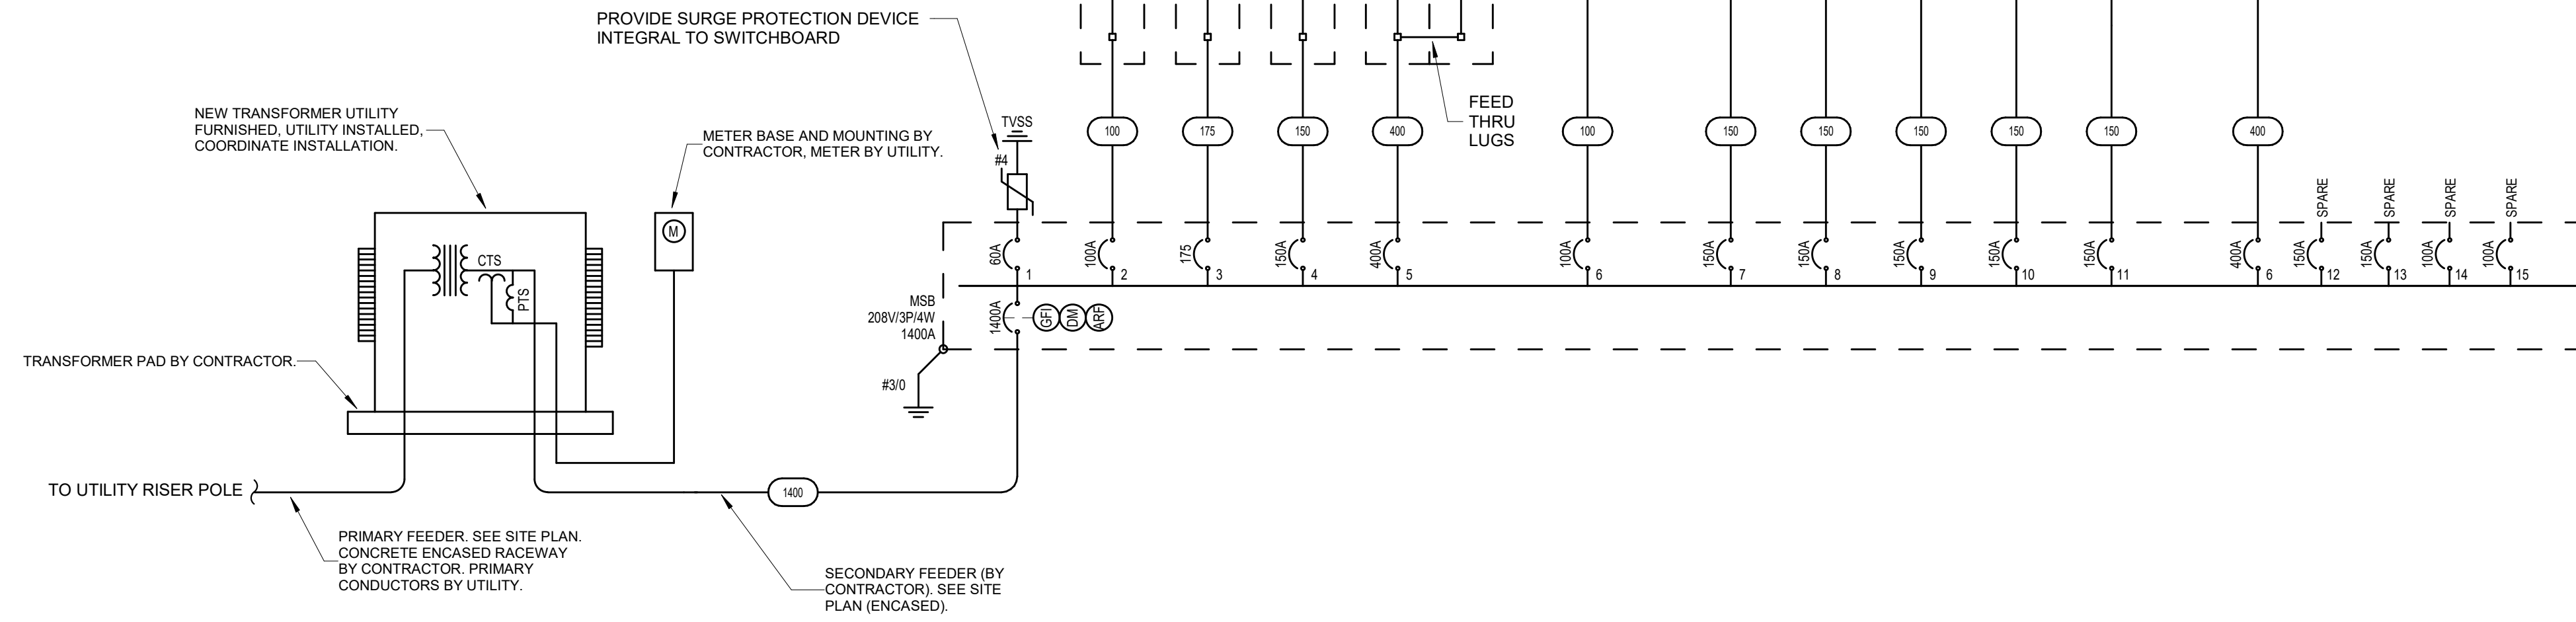 PROVIDE SURGE PROTECTION DEVICE
INTEGRAL TO SWITCHBOARD
NEW TRANSFORMER UTILITY
FURNISHED, UTILITY INSTALLED,
COORDINATE INSTALLATION.
METER BASE AND MOUNTING BY
CONTRACTOR, METER BY UTILITY.
FEED
THRU
LUGS
TVSS
#4
100
175
150
400
100
150
150
150
150
150
400
M
CTS
PTS
SPARE
SPARE
SPARE
SPARE
60A
100A
175
150A
400A
100A
150A
150A
150A
150A
150A
400A
150A
150A
100A
100A
1
2
3
4
5
6
7
8
9
10
11
6
12
13
14
15
MSB
208V/3P/4W
1400A
1400A
GFI
DM
ARF
#3/0
TRANSFORMER PAD BY CONTRACTOR.
TO UTILITY RISER POLE
1400
PRIMARY FEEDER. SEE SITE PLAN.
CONCRETE ENCASED RACEWAY
BY CONTRACTOR. PRIMARY
CONDUCTORS BY UTILITY.
SECONDARY FEEDER (BY
CONTRACTOR). SEE SITE
PLAN (ENCASED).